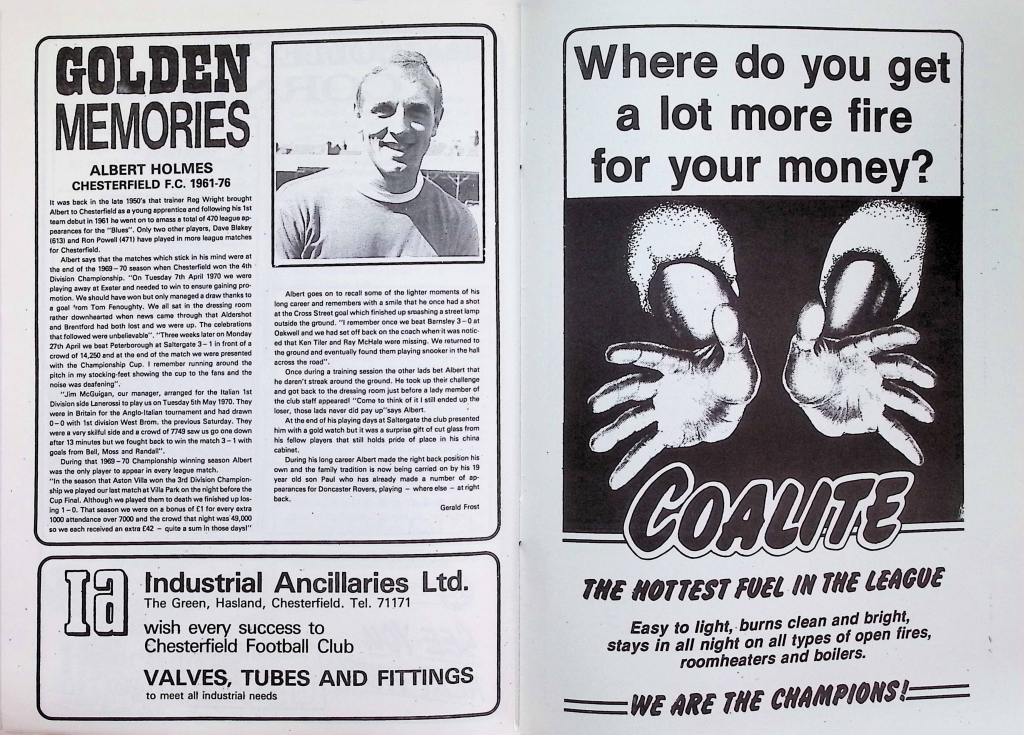 GOLDEN
MEMORIES
ALBERT HOLMES
CHESTERFIELD F.C. 1961-76
It was back in the late 1950's that trainer Reg Wright brought
Albert to Chesterfield as a young apprentice and following his 1st
team debut in 1961 he went on to amass a total of 470 league ap-
pearances for the "Blues". Only two other players, Dave Blakey
(613) and Ron Powell (471) have played in more league matches
for Chesterfield.
Albert says that the matches which stick in his mind were at
the end of the 1969-70 season when Chesterfield won the 4th
Division Championship. "On Tuesday 7th April 1970 we were
playing away at Exeter and needed to win to ensure gaining pro-
motion. We should have won but only managed a draw thanks to
a goal from Tom Fenoughty. We all sat in the dressing room
rather downhearted when news came through that Aldershot
and Brentford had both lost and we were up. The celebrations
that followed were unbelievable". "Three weeks later on Monday
27th April we beat Peterborough at Saltergate 3-1 in front of a
crowd of 14,250 and at the end of the match we were presented
with the Championship Cup. I remember running around the
pitch in my stocking-feet showing the cup to the fans and the
noise was deafening".
"Jim McGuigan, our manager, arranged for the Italian 1st
Division side Lanerossi to play us on Tuesday 5th May 1970. They
were in Britain for the Anglo-Italian tournament and had drawn
0-0 with 1st division West Brom. the previous Saturday. They
were a very skilful side and a crowd of 7749 saw us go one down
after 13 minutes but we fought back to win the match 3-1 with
goals from Bell, Moss and Randall".
During that 1969-70 Championship winning season Albert
was the only player to appear in every league match.
"In the season that Aston Villa won the 3rd Division Champion-
ship we played our last match at Villa Park on the night before the
Cup Final. Although we played them to death we finished up los-
ing 1-0. That season we were on a bonus of £1 for every extra
1000 attendance over 7000 and the crowd that night was 49,000
so we each received an extra £42 - quite a sum in those days!"
Albert goes on to recall some of the lighter moments of his
long career and remembers with a smile that he once had a shot
at the Cross Street goal which finished up smashing a street lamp
outside the ground. "I remember once we beat Barnsley 3-0 at
Oakwell and we had set off back on the coach when it was notic-
ed that Ken Tiler and Ray McHale were missing. We returned to
the ground and eventually found them playing snooker in the hall
across the road".
Once during a training session the other lads bet Albert that
he daren't streak around the ground. He took up their challenge
and got back to the dressing room just before a lady member of
the club staff appeared! "Come to think of it I still ended up the
loser, those lads never did pay up" says Albert.
At the end of his playing days at Saltergate the club presented
him with a gold watch but it was a surprise gift of cut glass from
his fellow players that still holds pride of place in his china
cabinet.
During his long career Albert made the right back position his
own and the family tradition is now being carried on by his 19
year old son Paul who has already made a number of ap-
pearances for Doncaster Rovers, playing - where else - at right
back.
Gerald Frost
Ia
Industrial Ancillaries Ltd.
The Green, Hasland, Chesterfield. Tel. 71171
wish every success to
Chesterfield Football Club
VALVES, TUBES AND FITTINGS
to meet all industrial needs
Where do you get
a lot more fire
for your money?
COALITE
THE HOTTEST FUEL IN THE LEAGUE
Easy to light, burns clean and bright,
stays in all night on all types of open fires,
roomheaters and boilers.
WE ARE THE CHAMPIONS!